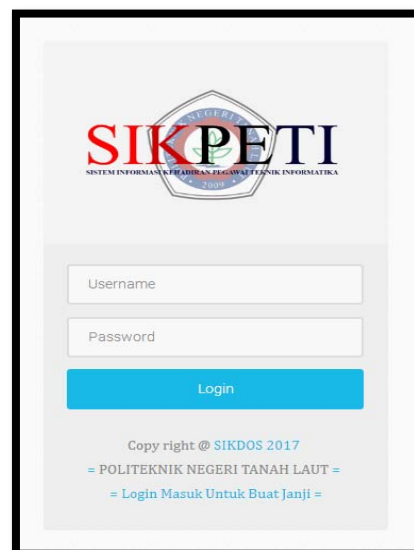 SIKPETI
SISTEM INFORMASI KEHADIRAN PEGAWAI TEKNIK INFORMATIKA
2009
Username
Password
Login
Copy right @ SIKDOS 2017
= POLITEKNIK NEGERI TANAH LAUT =
= Login Masuk Untuk Buat Janji =